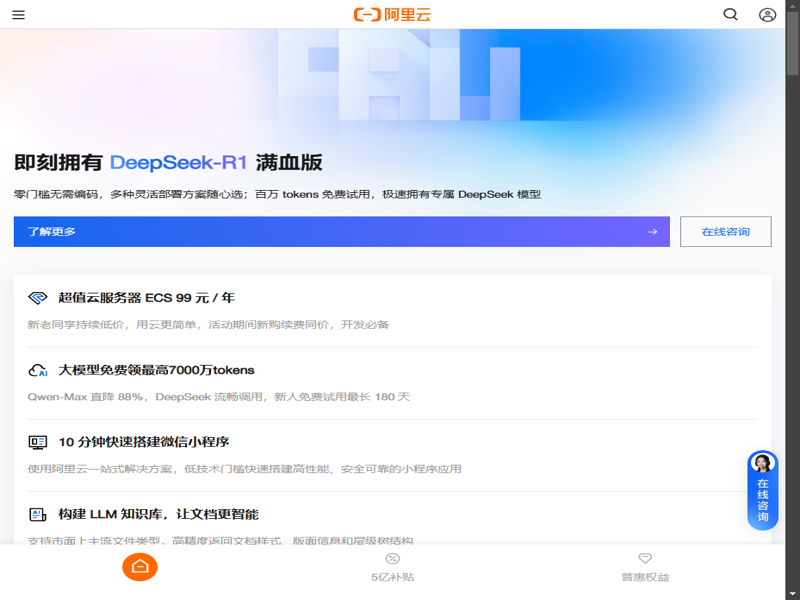 阿里云
即刻拥有 DeepSeek-R1 满血版
零门槛无需编码，多种灵活部署方案随心选；百万 tokens 免费试用，极速拥有专属 DeepSeek 模型
了解更多 →
在线咨询
超值云服务器 ECS 99 元 / 年
新老同享持续低价，用云更简单，活动期间新购续费同价，开发必备
大模型免费领最高7000万tokens
Qwen-Max 直降 88%，DeepSeek 流畅调用，新人免费试用最长 180 天
10 分钟快速搭建微信小程序
使用阿里云一站式解决方案，低技术门槛快速搭建高性能、安全可靠的小程序应用
构建 LLM 知识库，让文档更智能
支持市面上主流文件类型，高精度返回文档样式、版面信息和层级树结构
在线咨询
5亿补贴
普惠权益